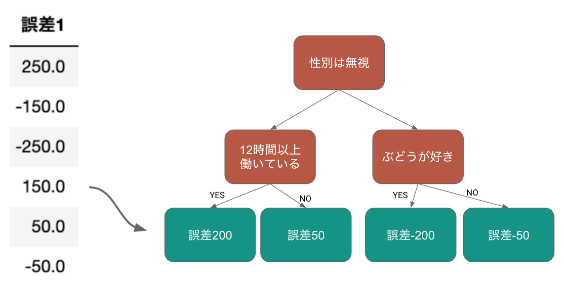 誤差1
250.0
-150.0
-250.0
150.0
50.0
-50.0
性別は無視
12時間以上
働いている
ぶどうが好き
YES
NO
YES
NO
誤差200
誤差50
誤差-200
誤差-50